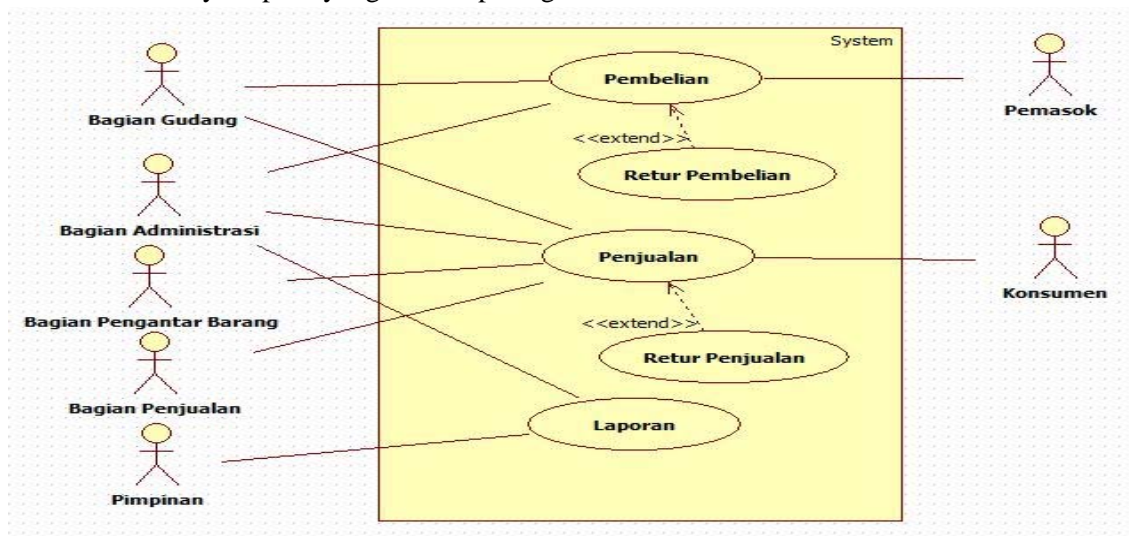 System
Pembelian
Bagian Gudang
Pemasok
<<extend>>
Retur Pembelian
Bagian Administrasi
Penjualan
Konsumen
Bagian Pengantar Barang
<<extend>>
Retur Penjualan
Bagian Penjualan
Laporan
Pimpinan